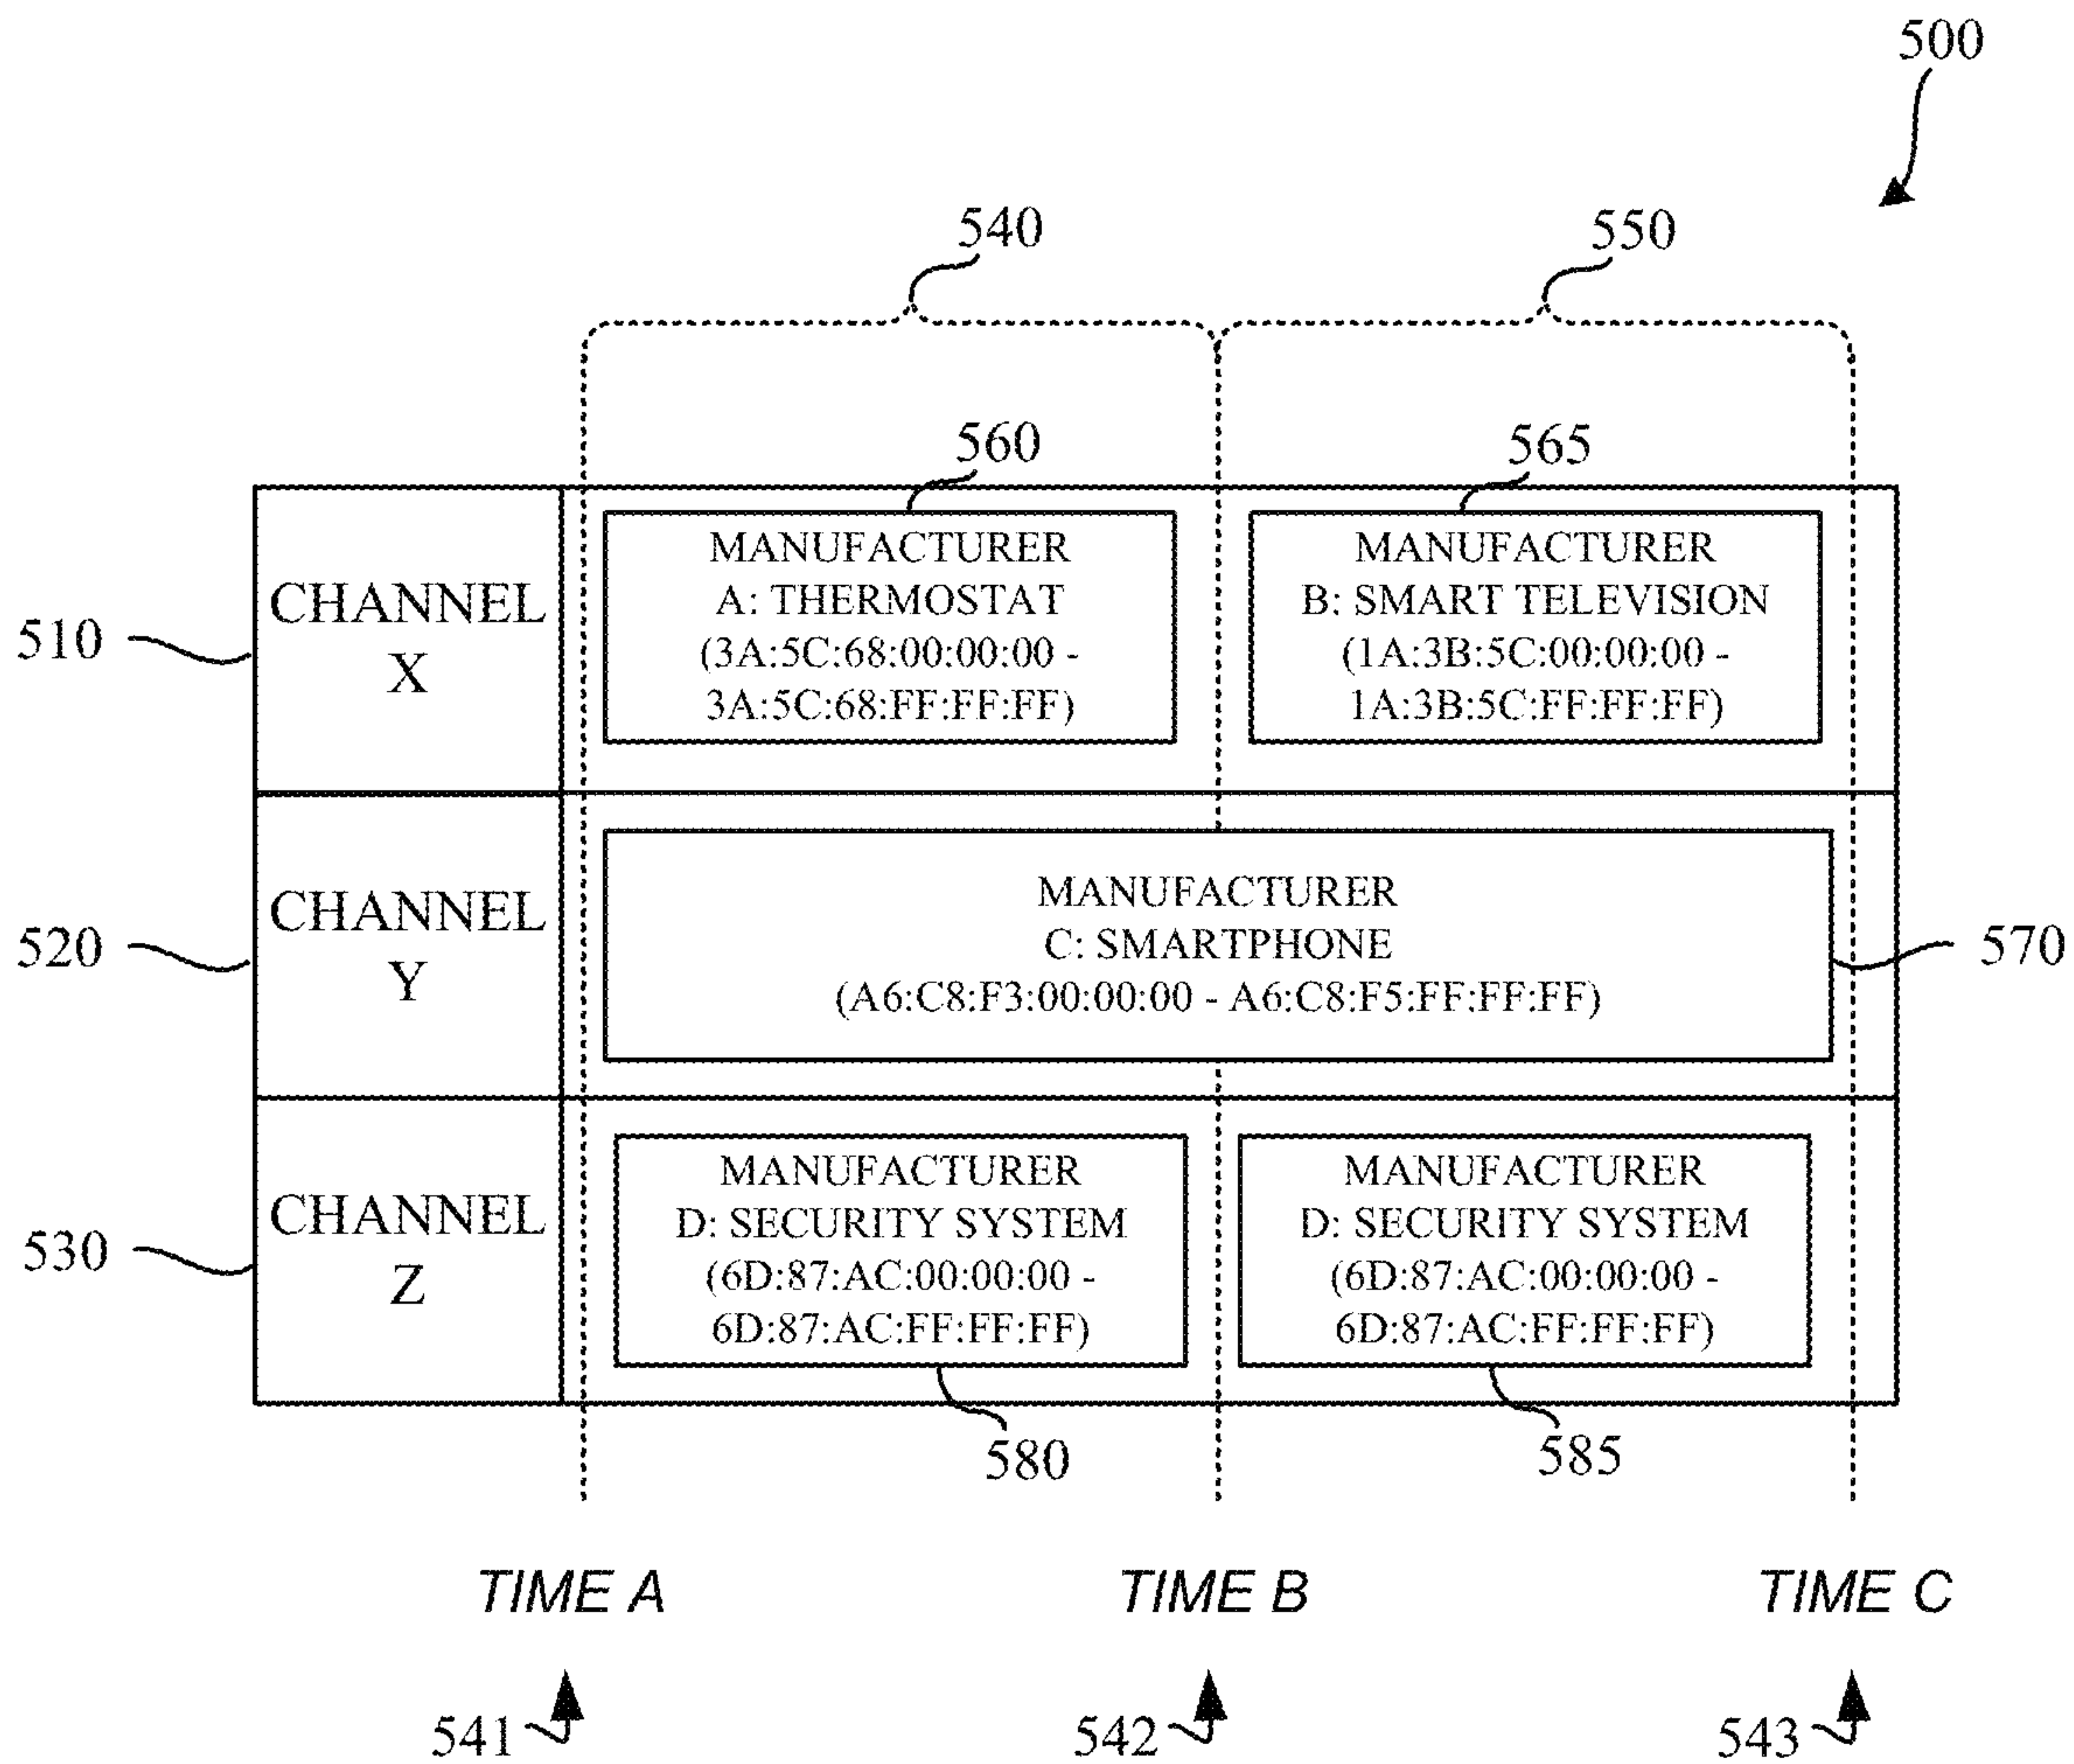 500
540
550
560
565
MANUFACTURER
A: THERMOSTAT
(3A:5C:68:00:00:00 -
3A:5C:68:FF:FF:FF)
MANUFACTURER
B: SMART TELEVISION
(1A:3B:5C:00:00:00 -
1A:3B:5C:FF:FF:FF)
CHANNEL
X
510
MANUFACTURER
C: SMARTPHONE
(A6:C8:F3:00:00:00 - A6:C8:F5:FF:FF:FF)
CHANNEL
Y
520
570
MANUFACTURER
D: SECURITY SYSTEM
(6D:87:AC:00:00:00 -
6D:87:AC:FF:FF:FF)
MANUFACTURER
D: SECURITY SYSTEM
(6D:87:AC:00:00:00 -
6D:87:AC:FF:FF:FF)
CHANNEL
Z
530
580
585
TIME A
TIME B
TIME C
541
542
543